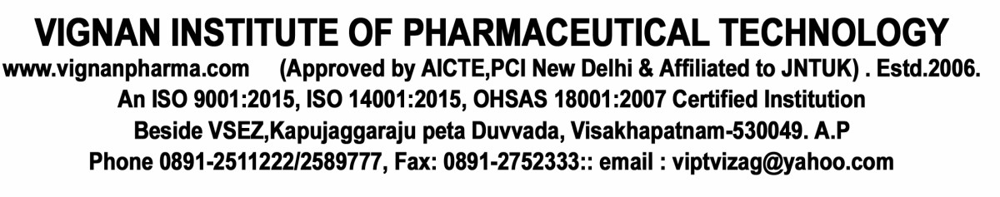 VIGNAN INSTITUTE OF PHARMACEUTICAL TECHNOLOGY
www.vignanpharma.com (Approved by AICTE,PCI New Delhi & Affiliated to JNTUK) . Estd.2006.
An ISO 9001:2015, ISO 14001:2015, OHSAS 18001:2007 Certified Institution
Beside VSEZ,Kapujaggaraju peta Duvvada, Visakhapatnam-530049. A.P
Phone 0891-2511222/2589777, Fax: 0891-2752333:: email : viptvizag@yahoo.com